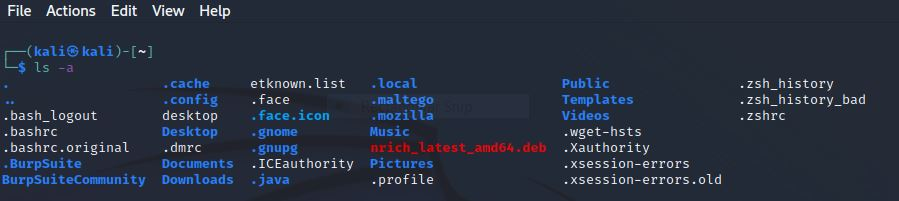 File Actions Edit View Help
┌──(kali㉿kali)-[~]
└─$ ls -a
. .cache etknown.list .local Public .zsh_history
.. .config .face .maltego Templates .zsh_history_bad
.bash_logout desktop .face.icon .mozilla Videos .zshrc
.bashrc Desktop .gnome Music .wget-hsts
.bashrc.original .dmrc .gnupg nrich_latest_amd64.deb .Xauthority
.BurpSuite Documents .ICEauthority Pictures .xsession-errors
BurpSuiteCommunity Downloads .java .profile .xsession-errors.old